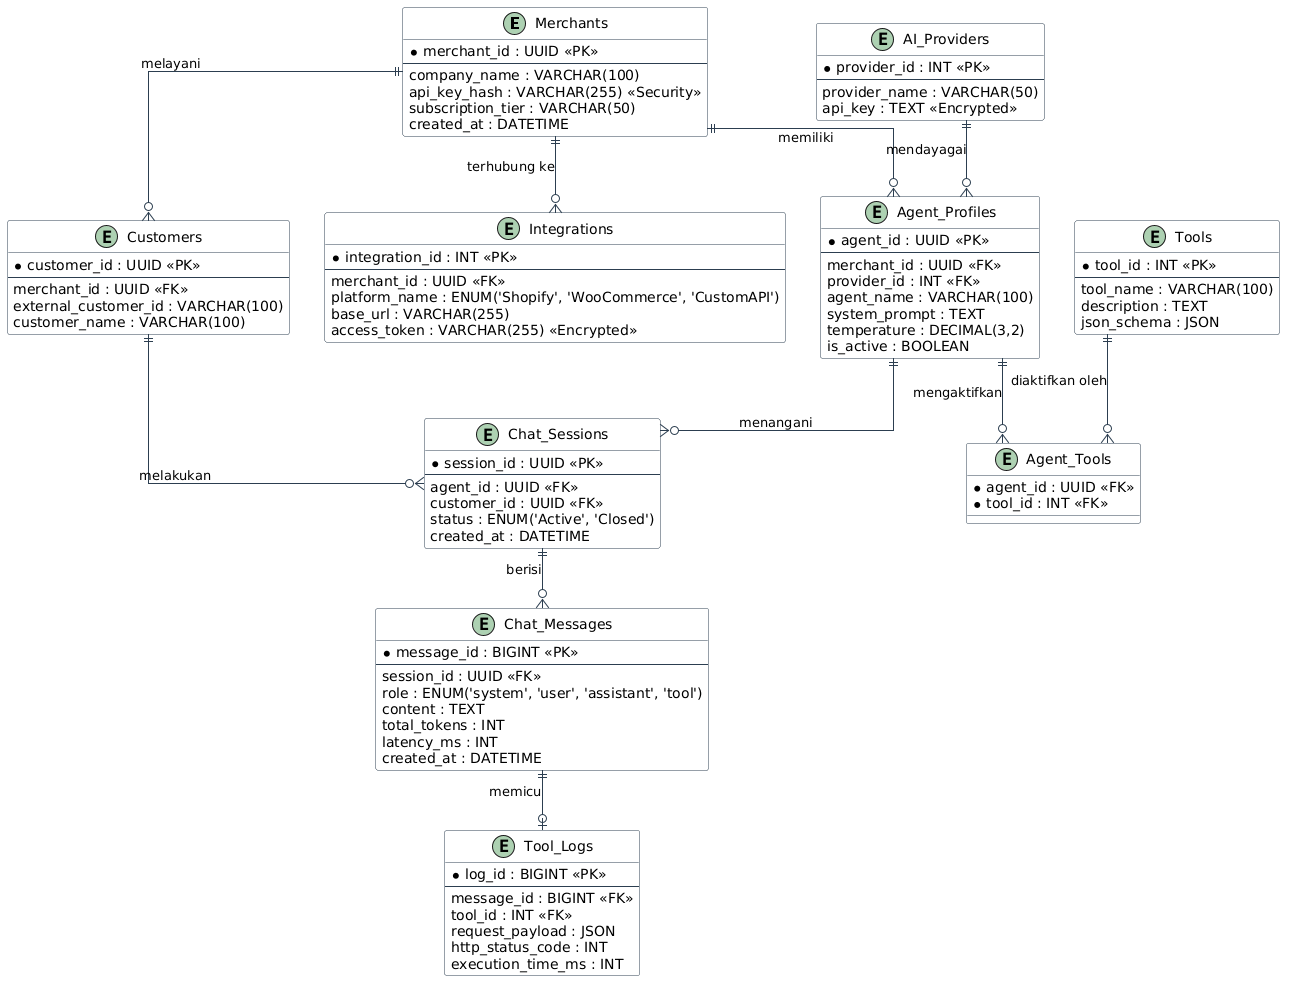 E Merchants
merchant_id : UUID «PK»
company_name : VARCHAR(100)
api_key_hash : VARCHAR(255) «Security»
subscription_tier : VARCHAR(50)
created_at : DATETIME
E AI_Providers
provider_id : INT «PK»
provider_name : VARCHAR(50)
api_key : TEXT «Encrypted»
melayani
terhubung ke
memiliki
mendayagai
E Customers
customer_id : UUID «PK»
merchant_id : UUID «FK»
external_customer_id : VARCHAR(100)
customer_name : VARCHAR(100)
E Integrations
integration_id : INT «PK»
merchant_id : UUID «FK»
platform_name : ENUM('Shopify', 'WooCommerce', 'CustomAPI')
base_url : VARCHAR(255)
access_token : VARCHAR(255) «Encrypted»
E Agent_Profiles
agent_id : UUID «PK»
merchant_id : UUID «FK»
provider_id : INT «FK»
agent_name : VARCHAR(100)
system_prompt : TEXT
temperature : DECIMAL(3,2)
is_active : BOOLEAN
E Tools
tool_id : INT «PK»
tool_name : VARCHAR(100)
description : TEXT
json_schema : JSON
melakukan
menangani
mengaktifkan
diaktifkan oleh
E Chat_Sessions
session_id : UUID «PK»
agent_id : UUID «FK»
customer_id : UUID «FK»
status : ENUM('Active', 'Closed')
created_at : DATETIME
E Agent_Tools
agent_id : UUID «FK»
tool_id : INT «FK»
berisi
E Chat_Messages
message_id : BIGINT «PK»
session_id : UUID «FK»
role : ENUM('system', 'user', 'assistant', 'tool')
content : TEXT
total_tokens : INT
latency_ms : INT
created_at : DATETIME
memicu
E Tool_Logs
log_id : BIGINT «PK»
message_id : BIGINT «FK»
tool_id : INT «FK»
request_payload : JSON
http_status_code : INT
execution_time_ms : INT